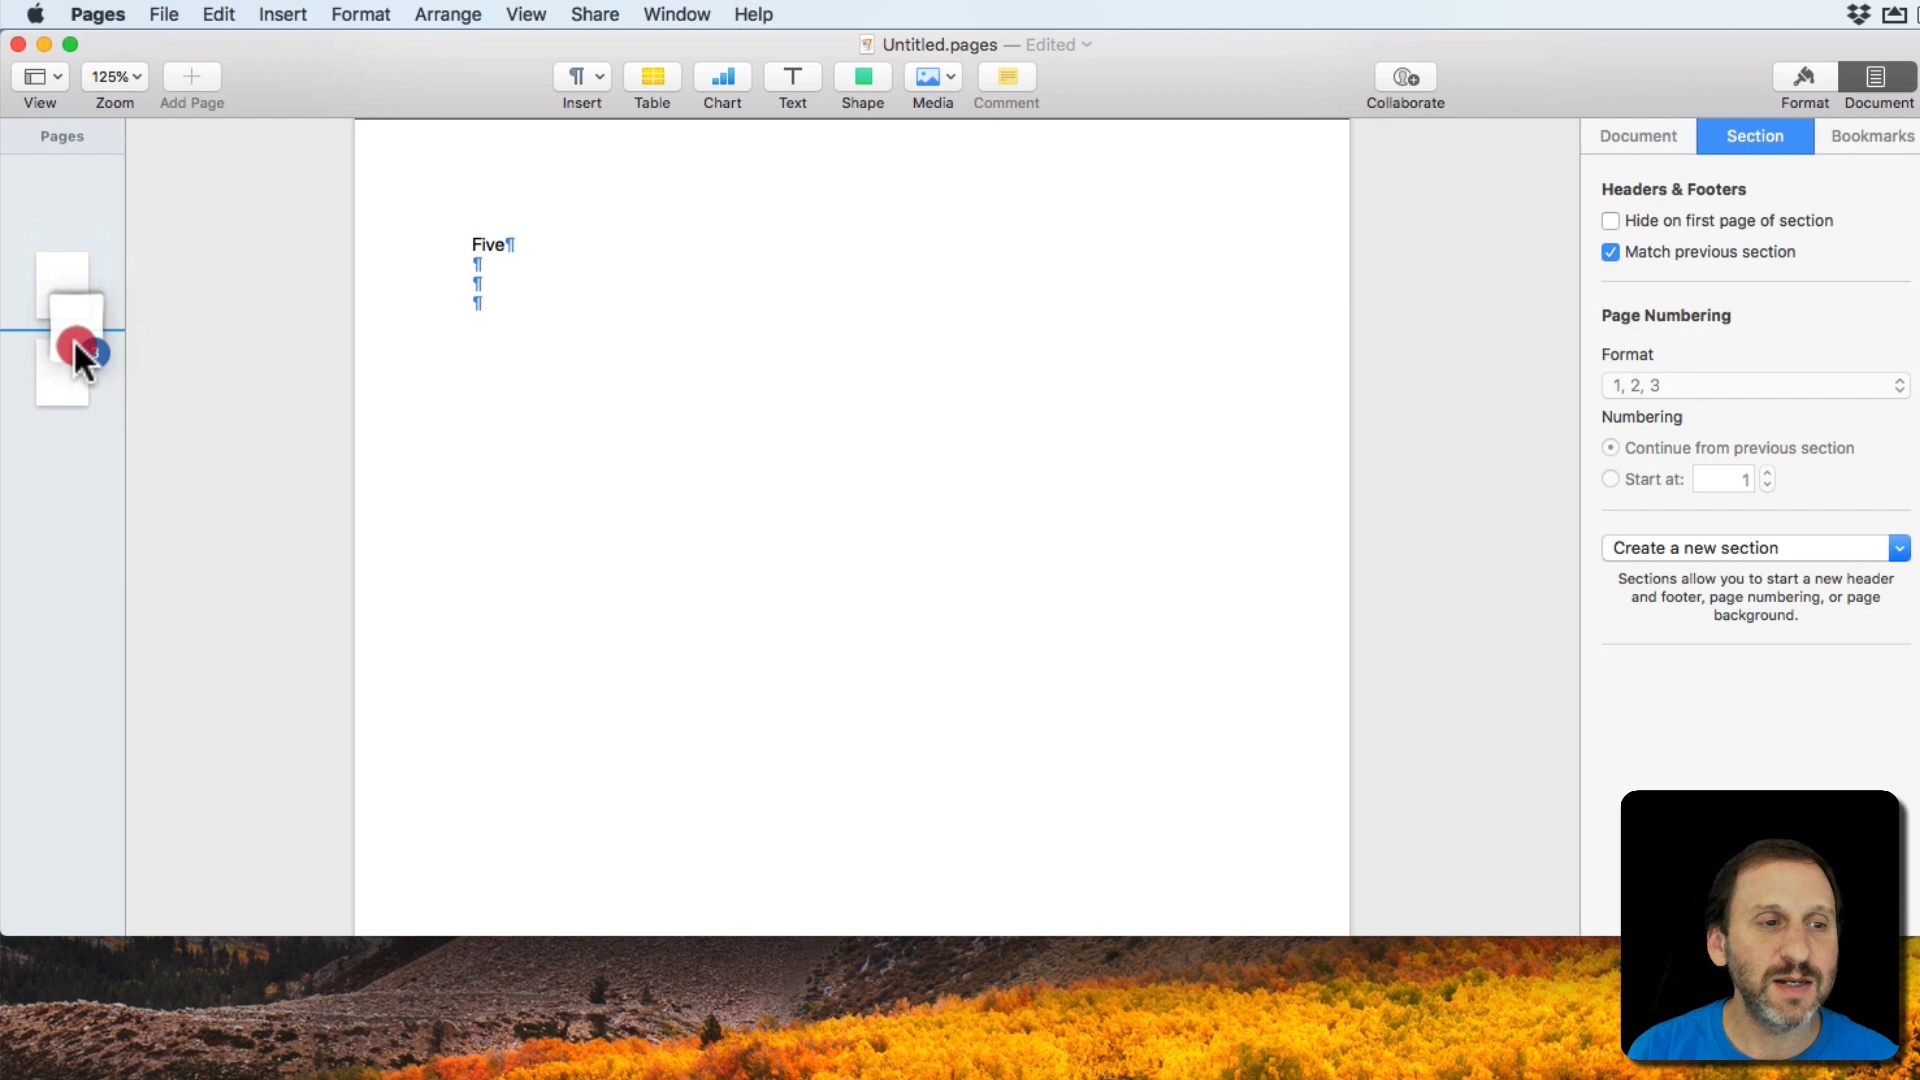 Pages File Edit Insert Format Arrange View Share Window Help
Untitled.pages — Edited
125%
View Zoom Add Page Insert Table Chart Text Shape Media Comment Collaborate Format Document
Pages
Document Section Bookmarks
Five¶
¶
¶
¶
Headers & Footers
Hide on first page of section
Match previous section
Page Numbering
Format
1, 2, 3
Numbering
Continue from previous section
Start at: 1
Create a new section
Sections allow you to start a new header
and footer, page numbering, or page
background.